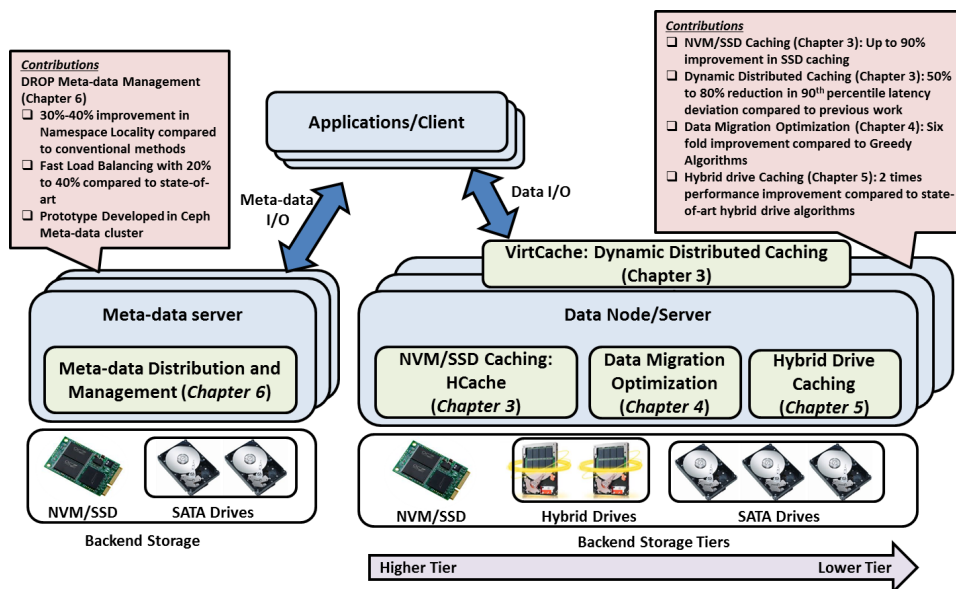 Contributions
DROP Meta-data Management
(Chapter 6)
❑ 30%-40% improvement in
Namespace Locality compared
to conventional methods
❑ Fast Load Balancing with 20%
to 40% compared to state-of-
art
❑ Prototype Developed in Ceph
Meta-data cluster
Contributions
❑ NVM/SSD Caching (Chapter 3): Up to 90%
improvement in SSD caching
❑ Dynamic Distributed Caching (Chapter 3): 50%
to 80% reduction in 90th percentile latency
deviation compared to previous work
❑ Data Migration Optimization (Chapter 4): Six
fold improvement compared to Greedy
Algorithms
❑ Hybrid drive Caching (Chapter 5): 2 times
performance improvement compared to state-
of-art hybrid drive algorithms
Applications/Client
Meta-data
I/O
Data I/O
VirtCache: Dynamic Distributed Caching
(Chapter 3)
Meta-data server
Meta-data Distribution and
Management (Chapter 6)
Data Node/Server
NVM/SSD Caching:
HCache
(Chapter 3)
Data Migration
Optimization
(Chapter 4)
Hybrid Drive
Caching
(Chapter 5)
NVM/SSD
SATA Drives
Backend Storage
NVM/SSD
Hybrid Drives
SATA Drives
Backend Storage Tiers
Higher Tier
Lower Tier